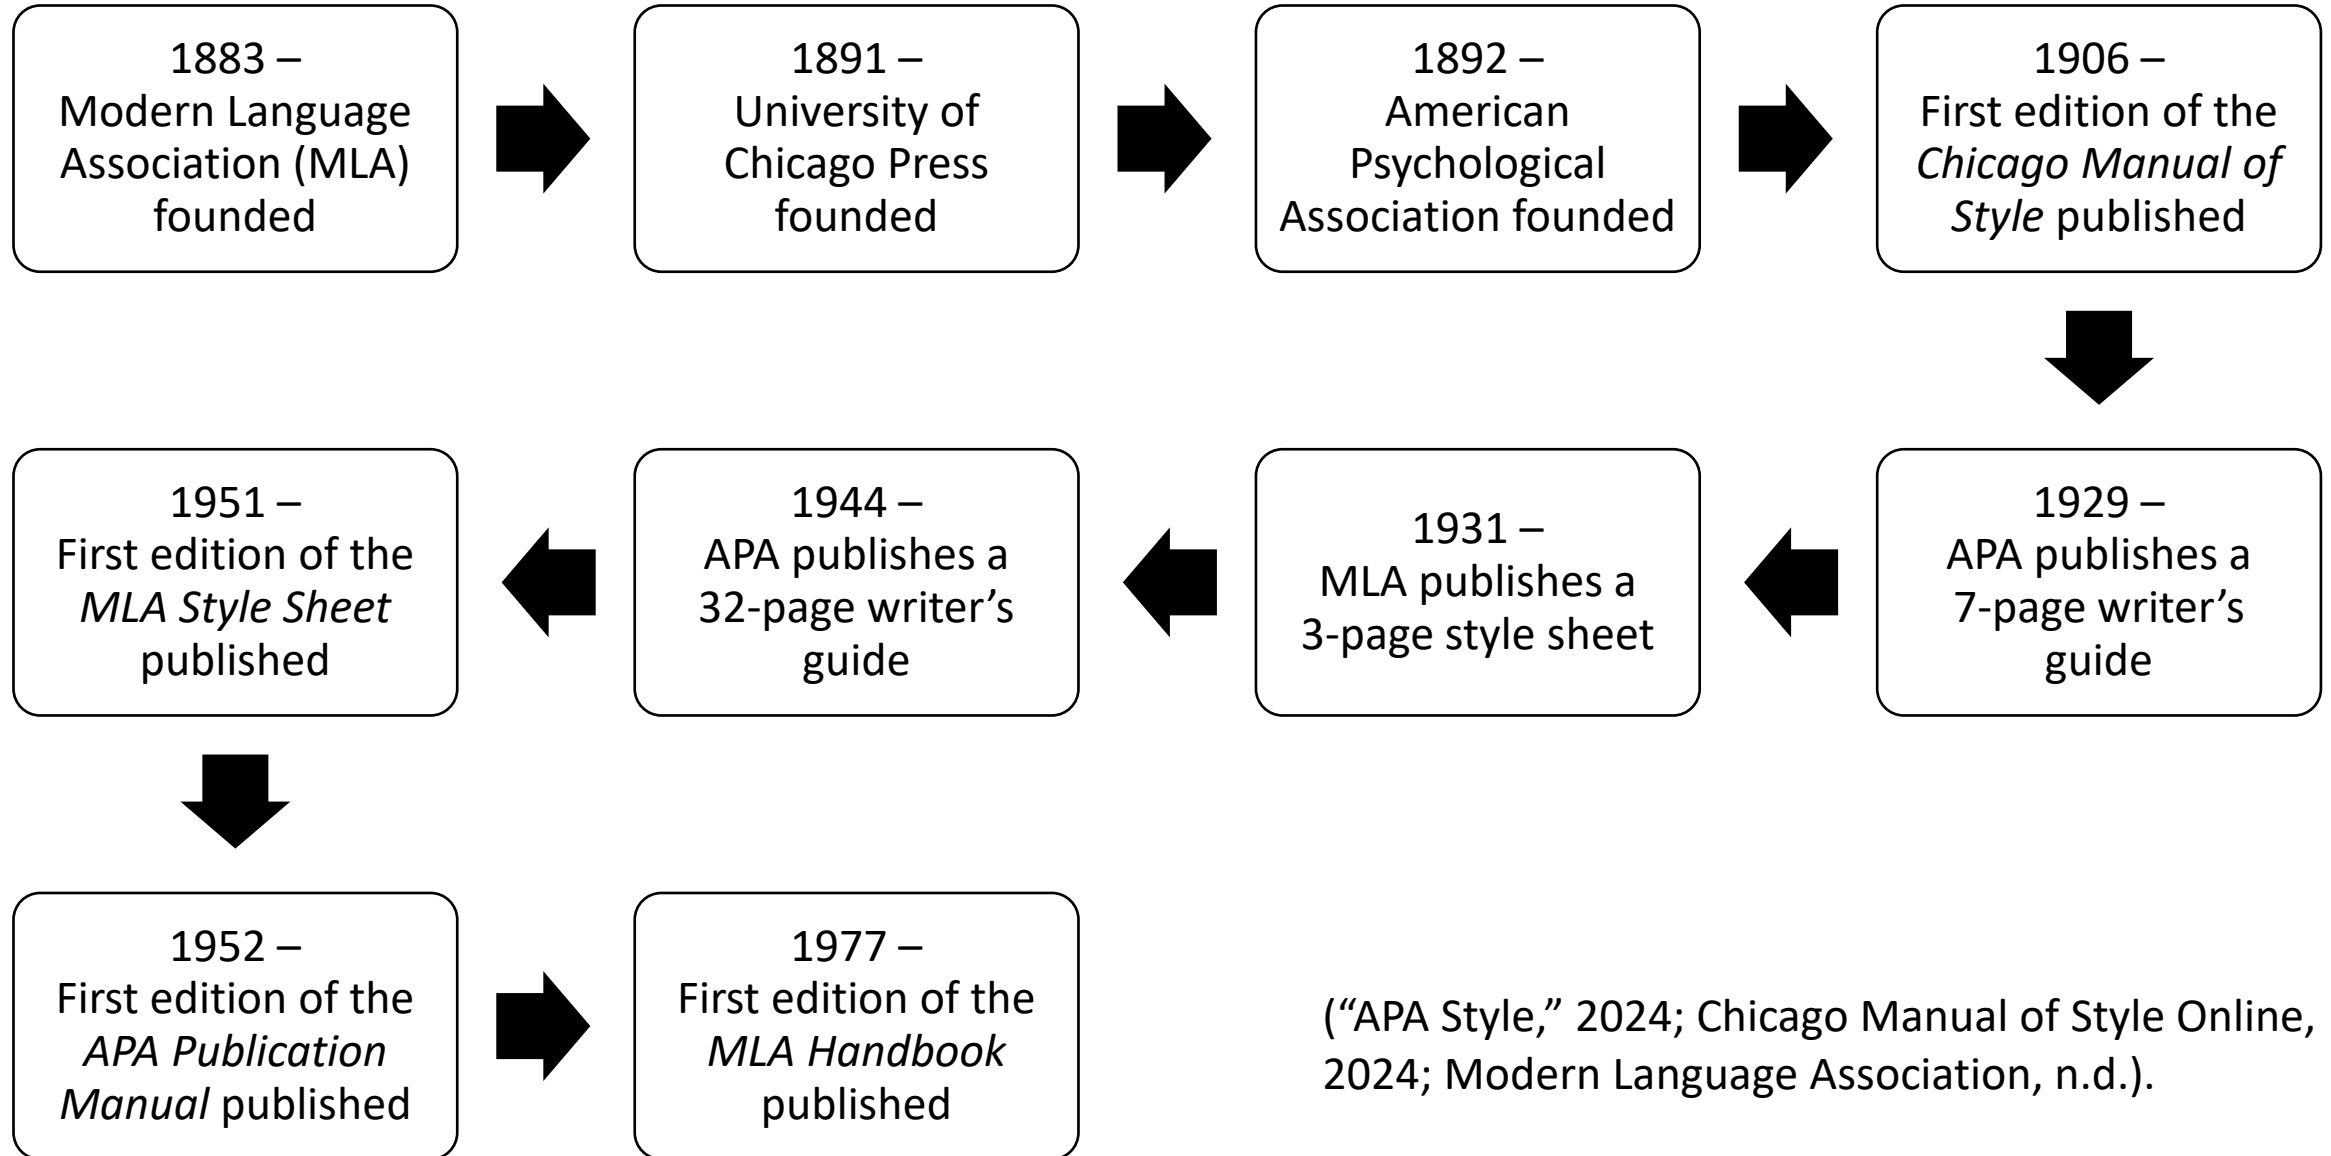 1883 –
Modern Language
Association (MLA)
founded
1891 –
University of
Chicago Press
founded
1892 –
American
Psychological
Association founded
1906 –
First edition of the
Chicago Manual of
Style published
1929 –
APA publishes a
7-page writer’s
guide
1931 –
MLA publishes a
3-page style sheet
1944 –
APA publishes a
32-page writer’s
guide
1951 –
First edition of the
MLA Style Sheet
published
1952 –
First edition of the
APA Publication
Manual published
1977 –
First edition of the
MLA Handbook
published
(“APA Style,” 2024; Chicago Manual of Style Online,
2024; Modern Language Association, n.d.).